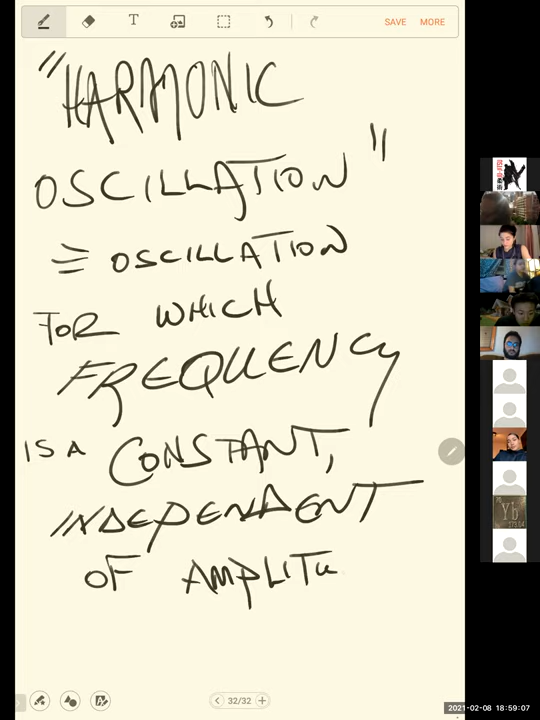 T
SAVE MORE
"HARMONIC
OSCILLATION"
≡ OSCILLATION
FOR WHICH
FREQUENCY
IS A CONSTANT,
INDEPENDENT
OF AMPLITU
32/32
Yb
2021-02-08 18:59:07